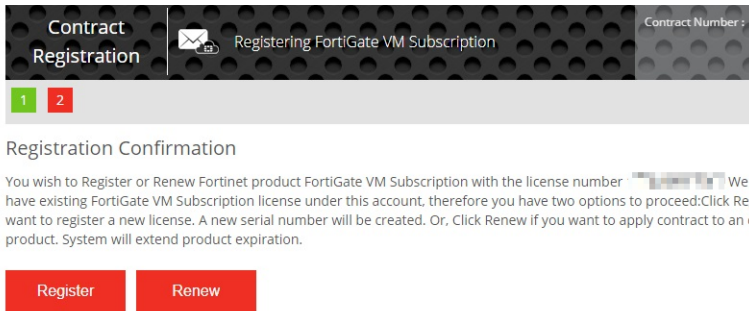 Contract
Registration
Registering FortiGate VM Subscription
Contract Number :
1 2
Registration Confirmation
You wish to Register or Renew Fortinet product FortiGate VM Subscription with the license number We
have existing FortiGate VM Subscription license under this account, therefore you have two options to proceed:Click Re
want to register a new license. A new serial number will be created. Or, Click Renew if you want to apply contract to an
product. System will extend product expiration.
Register Renew